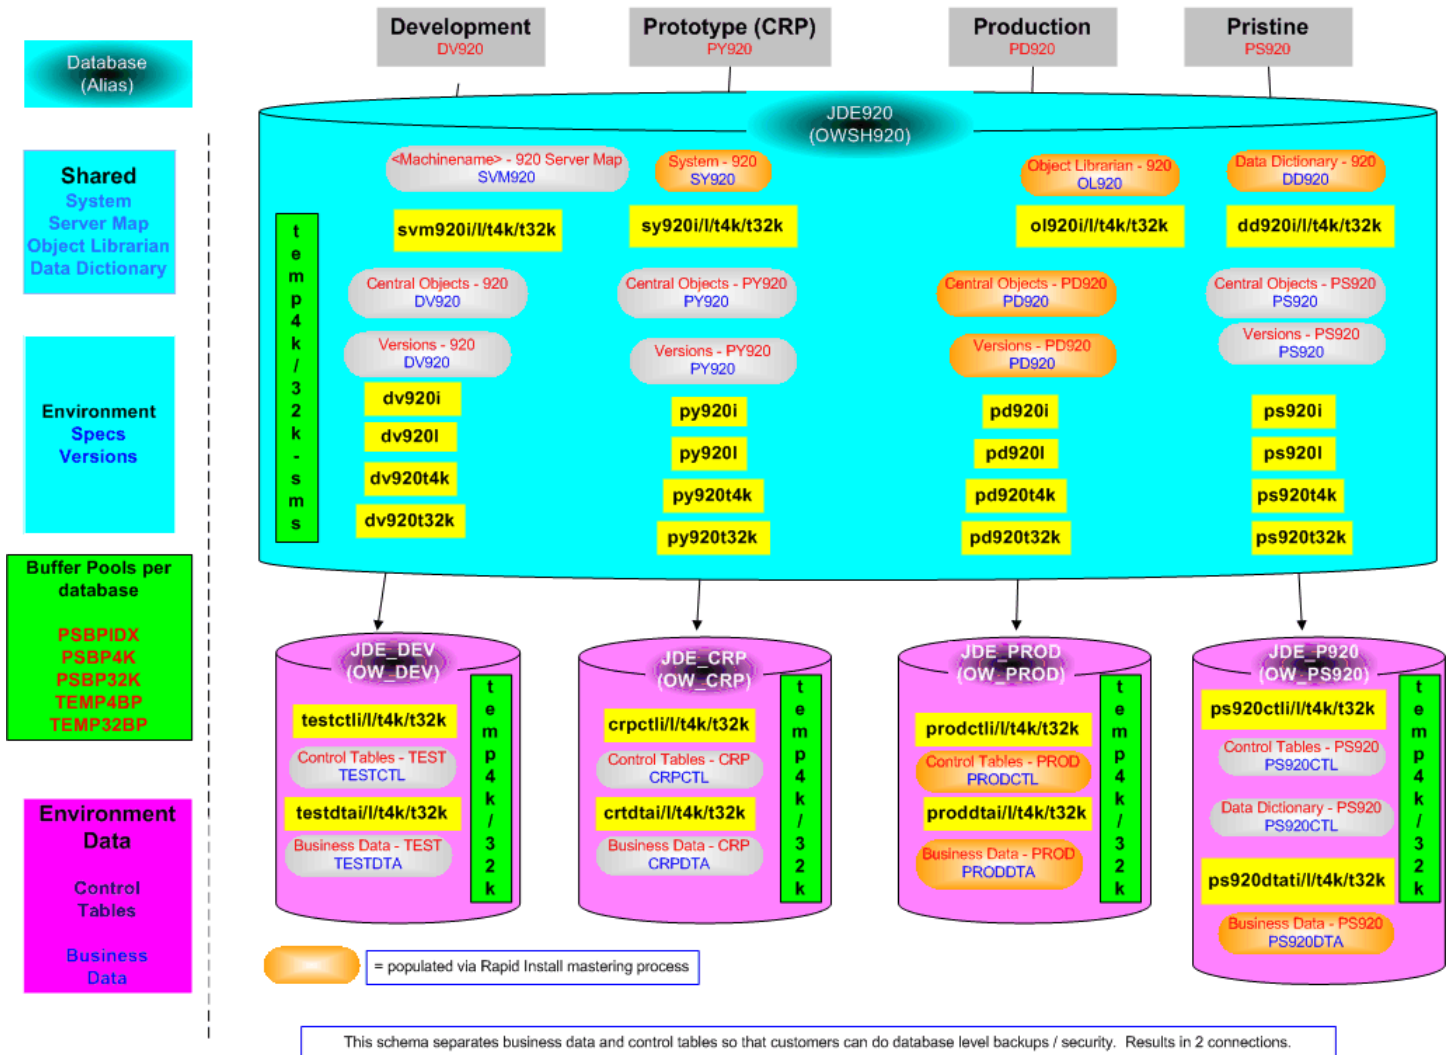 Development
DV920
Prototype (CRP)
PY920
Production
PD920
Pristine
PS920
Database
(Alias)
JDE920
(OWSH920)
Shared
System
Server Map
Object Librarian
Data Dictionary
<Machinename> - 920 Server Map
SVM920
System - 920
SY920
Object Librarian - 920
OL920
Data Dictionary - 920
DD920
svm920i/l/t4k/t32k
sy920i/l/t4k/t32k
ol920i/l/t4k/t32k
dd920i/l/t4k/t32k
temp4k/32k-sms
Central Objects - 920
DV920
Central Objects - PY920
PY920
Central Objects - PD920
PD920
Central Objects - PS920
PS920
Versions - 920
DV920
Versions - PY920
PY920
Versions - PD920
PD920
Versions - PS920
PS920
Environment
Specs
Versions
dv920i
dv920l
dv920t4k
dv920t32k
py920i
py920l
py920t4k
py920t32k
pd920i
pd920l
pd920t4k
pd920t32k
ps920i
ps920l
ps920t4k
ps920t32k
Buffer Pools per
database
PSBPIDX
PSBP4K
PSBP32K
TEMP4BP
TEMP32BP
JDE_DEV
(OW_DEV)
testctli/l/t4k/t32k
Control Tables - TEST
TESTCTL
testdtai/l/t4k/t32k
Business Data - TEST
TESTDTA
temp4k/32k
JDE_CRP
(OW_CRP)
crpctli/l/t4k/t32k
Control Tables - CRP
CRPCTL
crtdtai/l/t4k/t32k
Business Data - CRP
CRPDTA
temp4k/32k
JDE_PROD
(OW_PROD)
prodctli/l/t4k/t32k
Control Tables - PROD
PRODCTL
proddtai/l/t4k/t32k
Business Data - PROD
PRODDTA
temp4k/32k
JDE_P920
(OW_PS920)
ps920ctli/l/t4k/t32k
Control Tables - PS920
PS920CTL
Data Dictionary - PS920
PS920CTL
ps920dtati/l/t4k/t32k
Business Data - PS920
PS920DTA
temp4k/32k
Environment
Data
Control
Tables
Business
Data
= populated via Rapid Install mastering process
This schema separates business data and control tables so that customers can do database level backups / security.  Results in 2 connections.